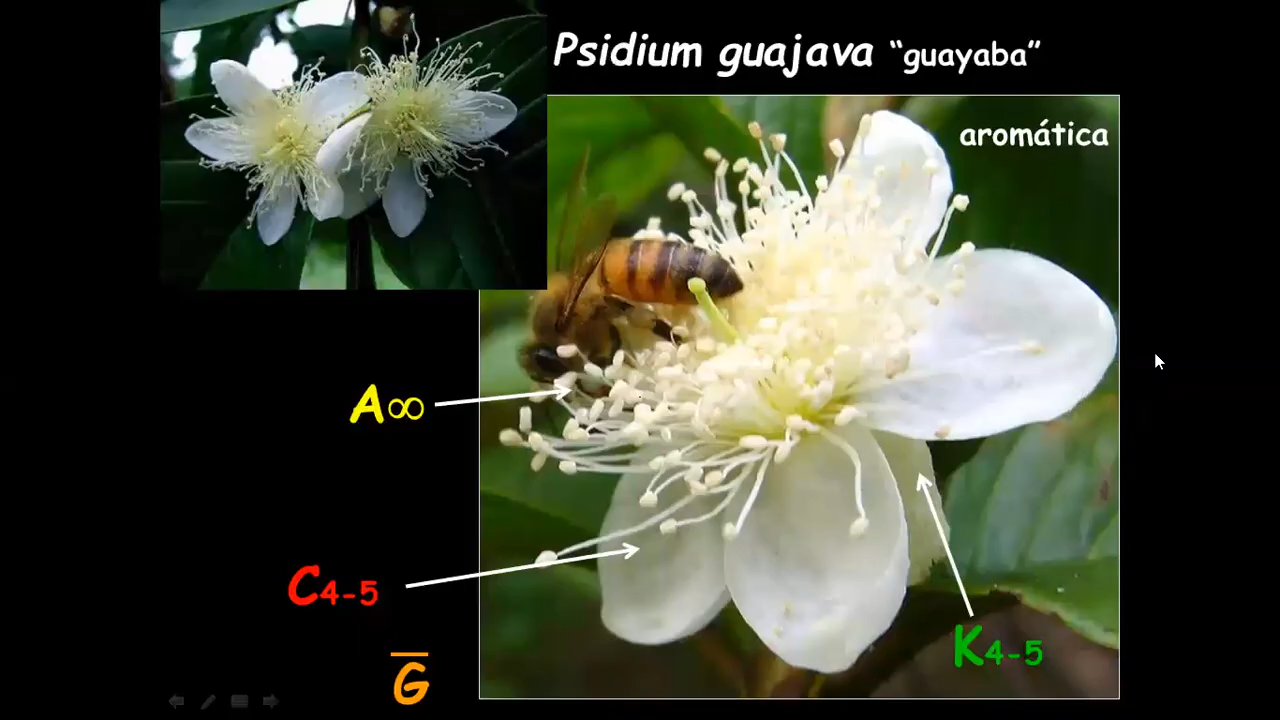 Psidium guajava “guayaba”
aromática
A∞
C4-5
K4-5
G̅